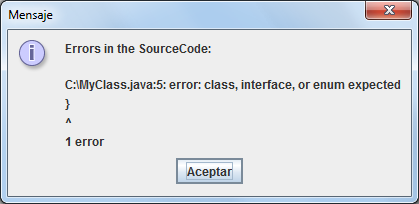 Mensaje
Errors in the SourceCode:
C:\MyClass.java:5: error: class, interface, or enum expected
}
^
1 error
Aceptar